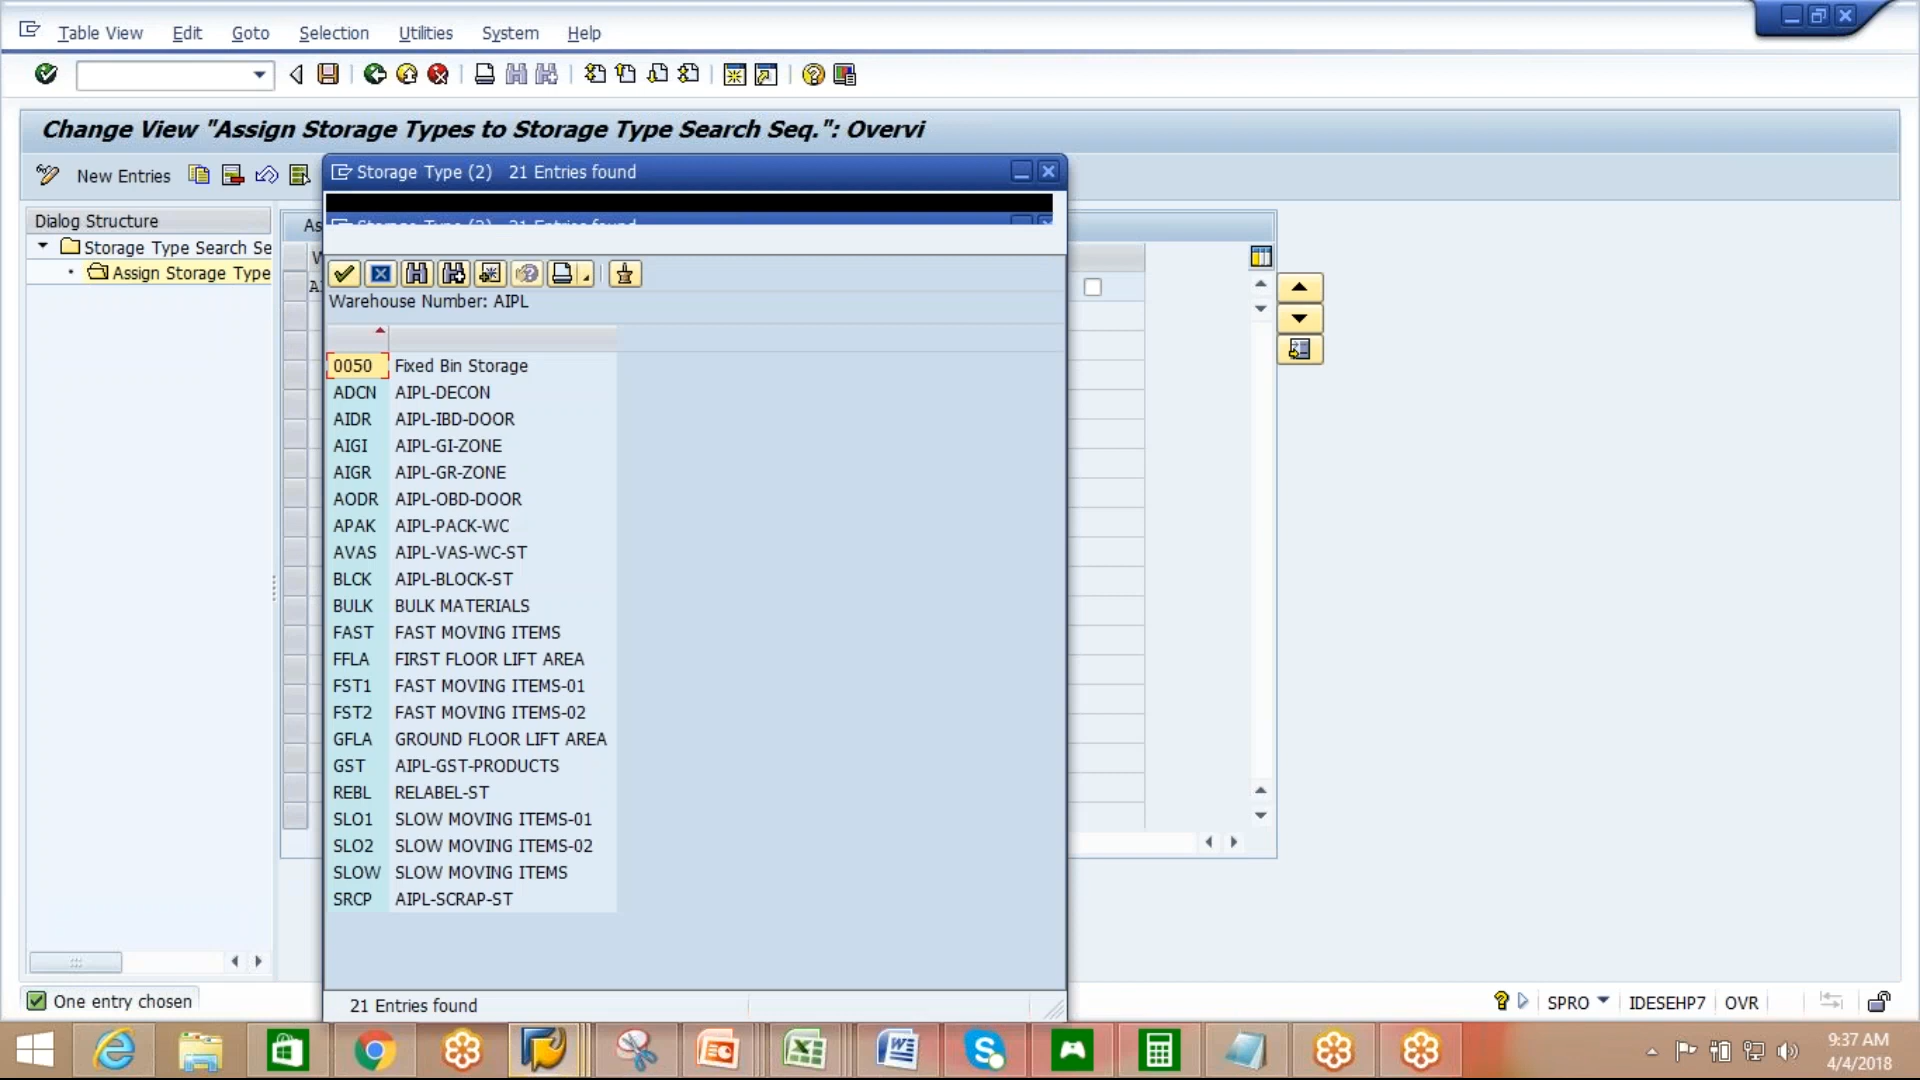 Table View Edit Goto Selection Utilities System Help
Change View "Assign Storage Types to Storage Type Search Seq.": Overvi
New Entries
Storage Type (2) 21 Entries found
Dialog Structure
Storage Type Search Se
Assign Storage Type
As
Storage Type (2) 21 Entries found
Warehouse Number: AIPL
0050 Fixed Bin Storage
ADCN AIPL-DECON
AIDR AIPL-IBD-DOOR
AIGI AIPL-GI-ZONE
AIGR AIPL-GR-ZONE
AODR AIPL-OBD-DOOR
APAK AIPL-PACK-WC
AVAS AIPL-VAS-WC-ST
BLCK AIPL-BLOCK-ST
BULK BULK MATERIALS
FAST FAST MOVING ITEMS
FFLA FIRST FLOOR LIFT AREA
FST1 FAST MOVING ITEMS-01
FST2 FAST MOVING ITEMS-02
GFLA GROUND FLOOR LIFT AREA
GST AIPL-GST-PRODUCTS
REBL RELABEL-ST
SLO1 SLOW MOVING ITEMS-01
SLO2 SLOW MOVING ITEMS-02
SLOW SLOW MOVING ITEMS
SRCP AIPL-SCRAP-ST
21 Entries found
One entry chosen
SPRO IDESEHP7 OVR
9:37 AM
4/4/2018